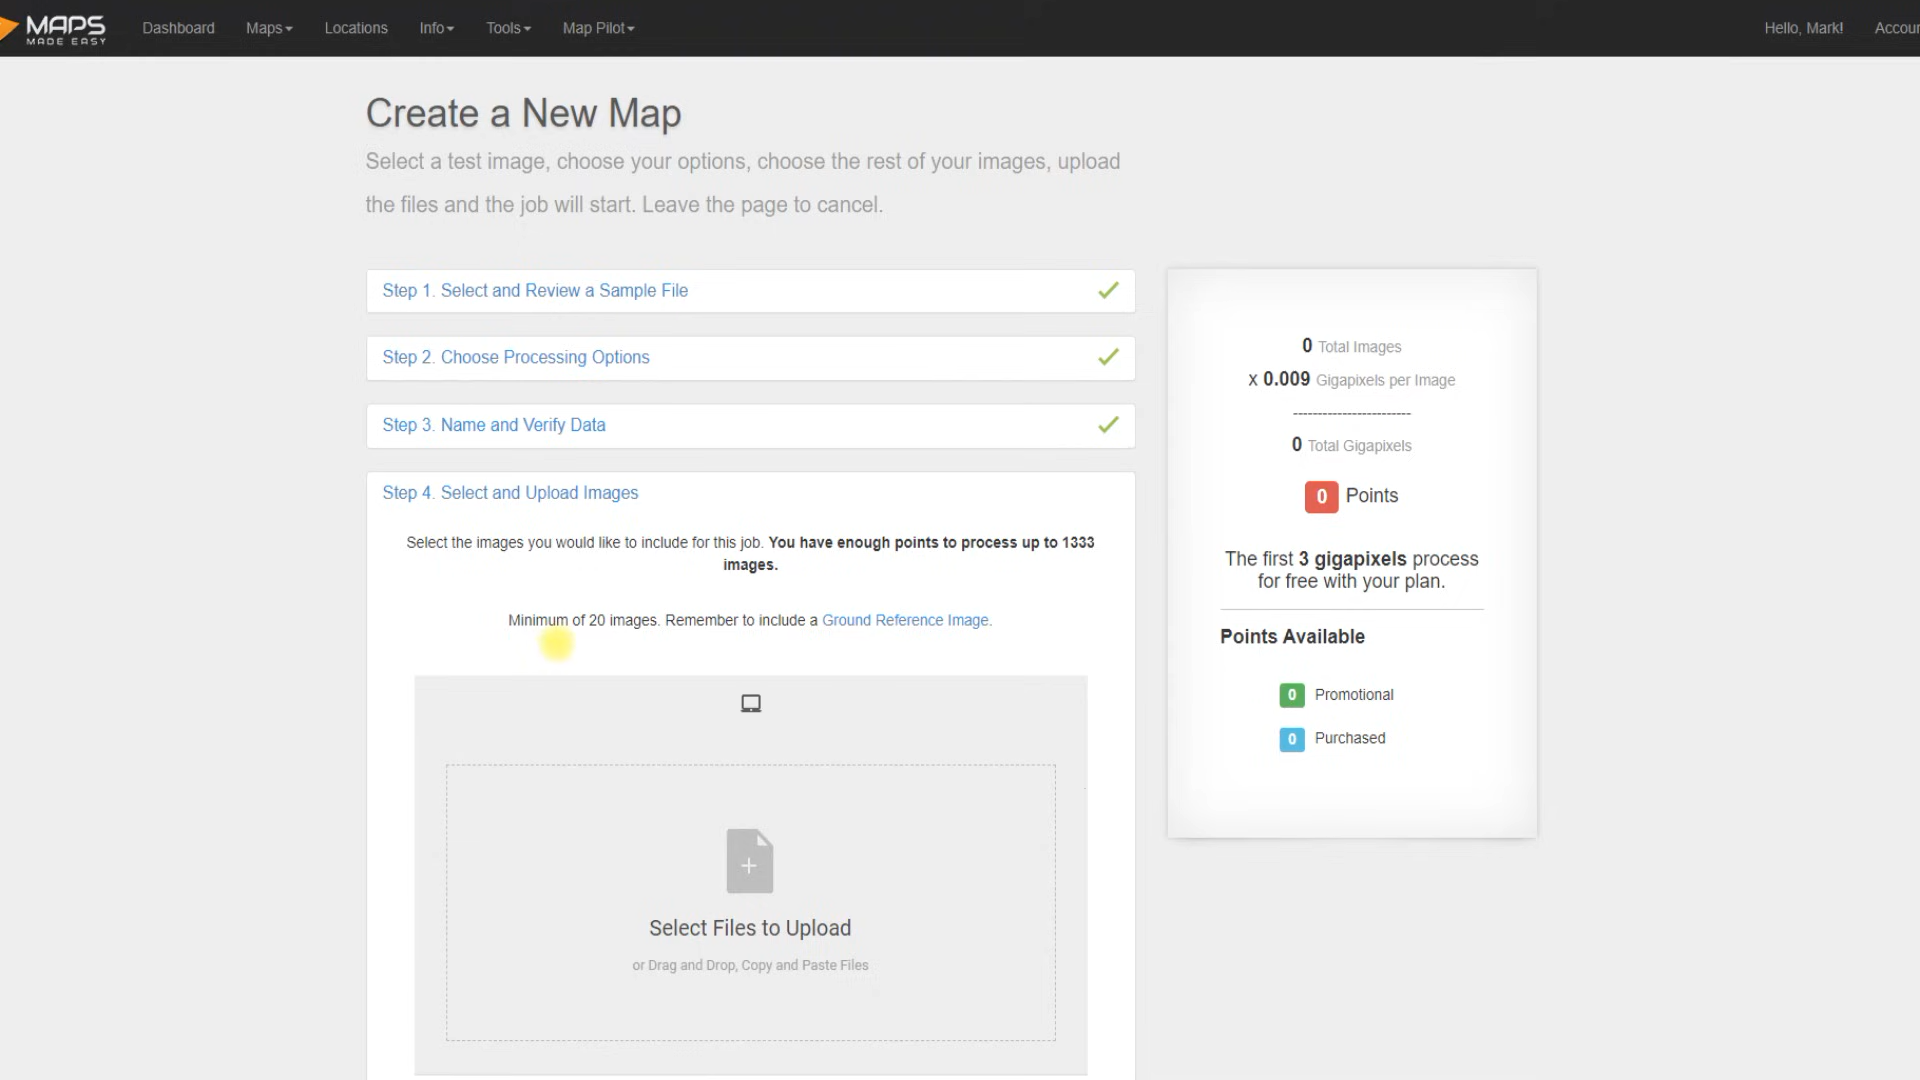 MAPS
MADE EASY
Dashboard
Maps
Locations
Info
Tools
Map Pilot
Hello, Mark!
Create a New Map
Select a test image, choose your options, choose the rest of your images, upload
the files and the job will start. Leave the page to cancel.
Step 1. Select and Review a Sample File
Step 2. Choose Processing Options
Step 3. Name and Verify Data
Step 4. Select and Upload Images
Select the images you would like to include for this job. You have enough points to process up to 1333
images.
Minimum of 20 images. Remember to include a Ground Reference Image.
+
Select Files to Upload
or Drag and Drop, Copy and Paste Files
0 Total Images
x 0.009 Gigapixels per Image
------------------------
0 Total Gigapixels
0 Points
The first 3 gigapixels process
for free with your plan.
Points Available
0 Promotional
0 Purchased